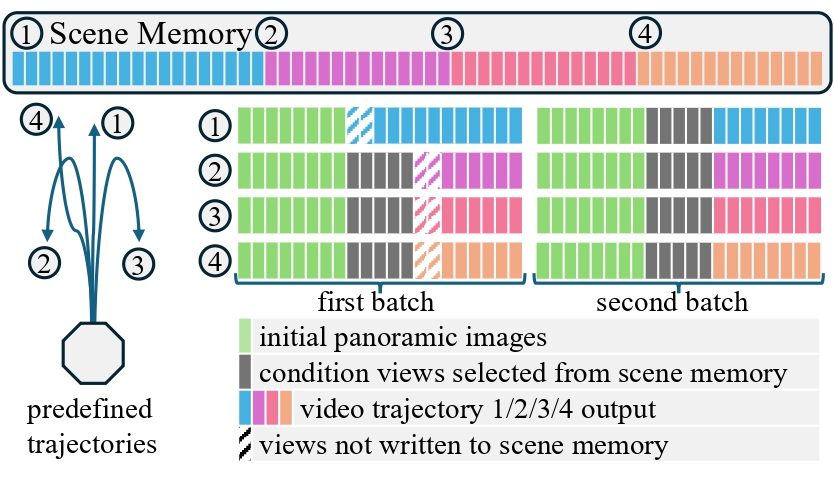 ① Scene Memory ② ③ ④
④ ① ② ③
①
②
③
④
first batch second batch
initial panoramic images
condition views selected from scene memory
video trajectory 1/2/3/4 output
views not written to scene memory
predefined
trajectories